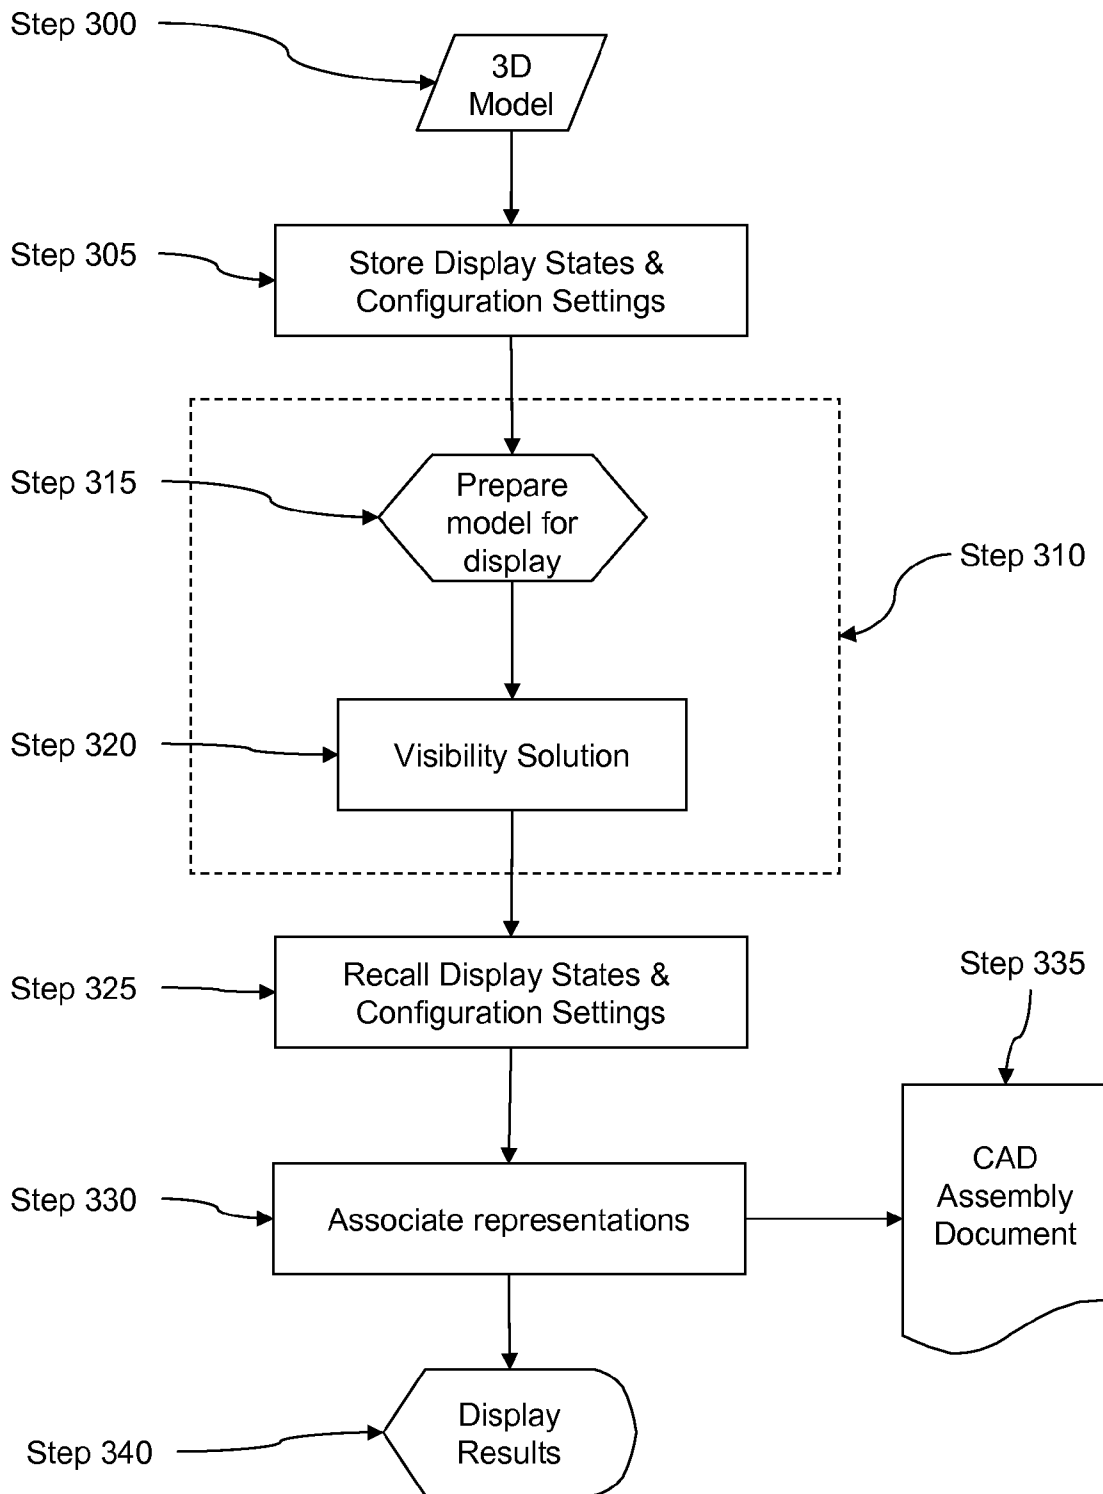 Step 300
3D
Model
Step 305
Store Display States &
Configuration Settings
Step 315
Prepare
model for
display
Step 310
Step 320
Visibility Solution
Step 325
Recall Display States &
Configuration Settings
Step 335
CAD
Assembly
Document
Step 330
Associate representations
Step 340
Display
Results